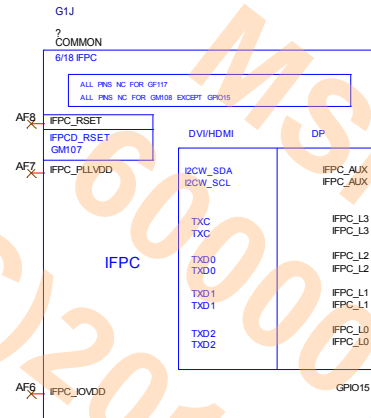 G1J
?
COMMON
6/18 IFPC
ALL PINS NC FOR GF117
ALL PINS NC FOR GM108 EXCEPT GPIO15
AF8 IFPC_RSET
IFPCD_RSET
GM107
DVI/HDMI DP
AF7 IFPC_PLLVDD
I2CW_SDA IFPC_AUX
I2CW_SCL IFPC_AUX
TXC IFPC_L3
TXC IFPC_L3
IFPC
TXD0 IFPC_L2
TXD0 IFPC_L2
TXD1 IFPC_L1
TXD1 IFPC_L1
TXD2 IFPC_L0
TXD2 IFPC_L0
AF6 IFPC_IOVDD GPIO15